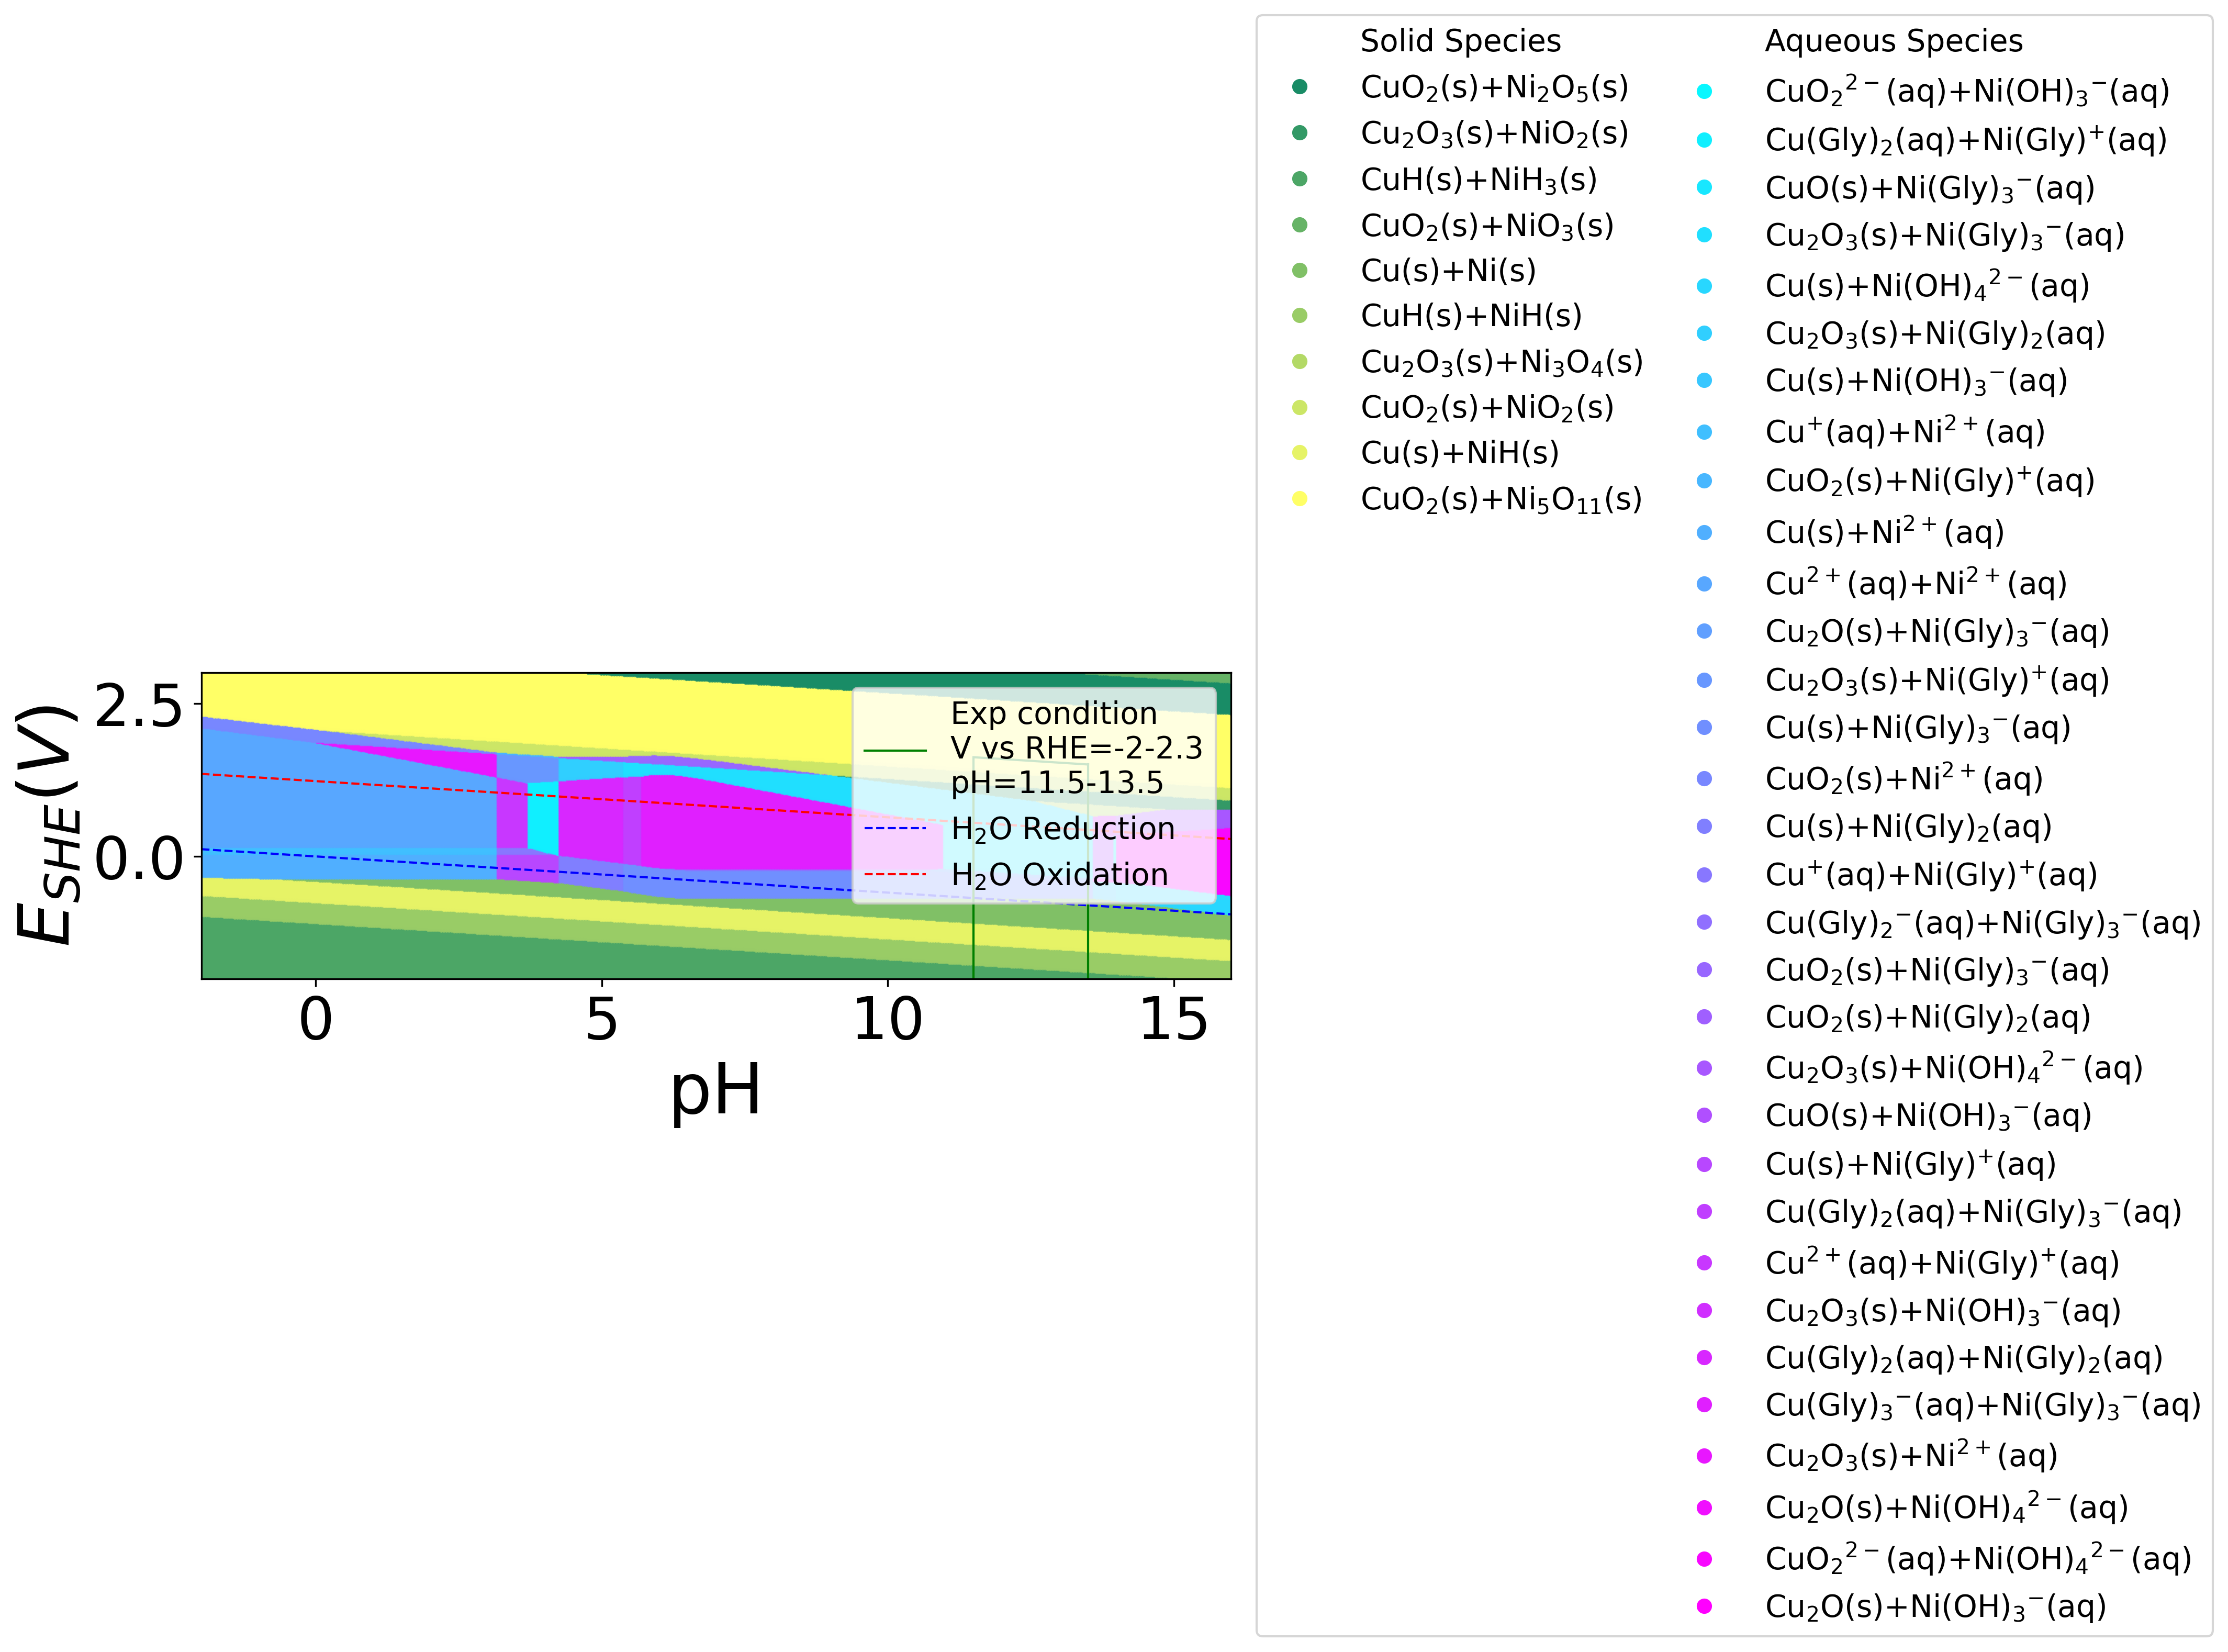 Solid Species
CuO₂(s)+Ni₂O₅(s)
Cu₂O₃(s)+NiO₂(s)
CuH(s)+NiH₃(s)
CuO₂(s)+NiO₃(s)
Cu(s)+Ni(s)
CuH(s)+NiH(s)
Cu₂O₃(s)+Ni₃O₄(s)
CuO₂(s)+NiO₂(s)
Cu(s)+NiH(s)
CuO₂(s)+Ni₅O₁₁(s)
Aqueous Species
CuO₂²⁻(aq)+Ni(OH)₃⁻(aq)
Cu(Gly)₂(aq)+Ni(Gly)⁺(aq)
CuO(s)+Ni(Gly)₃⁻(aq)
Cu₂O₃(s)+Ni(Gly)₃⁻(aq)
Cu(s)+Ni(OH)₄²⁻(aq)
Cu₂O₃(s)+Ni(Gly)₂(aq)
Cu(s)+Ni(OH)₃⁻(aq)
Cu⁺(aq)+Ni²⁺(aq)
CuO₂(s)+Ni(Gly)⁺(aq)
Cu(s)+Ni²⁺(aq)
Cu²⁺(aq)+Ni²⁺(aq)
Cu₂O(s)+Ni(Gly)₃⁻(aq)
Cu₂O₃(s)+Ni(Gly)⁺(aq)
Cu(s)+Ni(Gly)₃⁻(aq)
CuO₂(s)+Ni²⁺(aq)
Cu(s)+Ni(Gly)₂(aq)
Cu⁺(aq)+Ni(Gly)⁺(aq)
Cu(Gly)₂⁻(aq)+Ni(Gly)₃⁻(aq)
CuO₂(s)+Ni(Gly)₃⁻(aq)
CuO₂(s)+Ni(Gly)₂(aq)
Cu₂O₃(s)+Ni(OH)₄²⁻(aq)
CuO(s)+Ni(OH)₃⁻(aq)
Cu(s)+Ni(Gly)⁺(aq)
Cu(Gly)₂(aq)+Ni(Gly)₃⁻(aq)
Cu²⁺(aq)+Ni(Gly)⁺(aq)
Cu₂O₃(s)+Ni(OH)₃⁻(aq)
Cu(Gly)₂(aq)+Ni(Gly)₂(aq)
Cu(Gly)₃⁻(aq)+Ni(Gly)₃⁻(aq)
Cu₂O₃(s)+Ni²⁺(aq)
Cu₂O(s)+Ni(OH)₄²⁻(aq)
CuO₂²⁻(aq)+Ni(OH)₄²⁻(aq)
Cu₂O(s)+Ni(OH)₃⁻(aq)
E_SHE(V)
2.5
0.0
Exp condition
V vs RHE=-2-2.3
pH=11.5-13.5
H₂O Reduction
H₂O Oxidation
0 5 10 15
pH